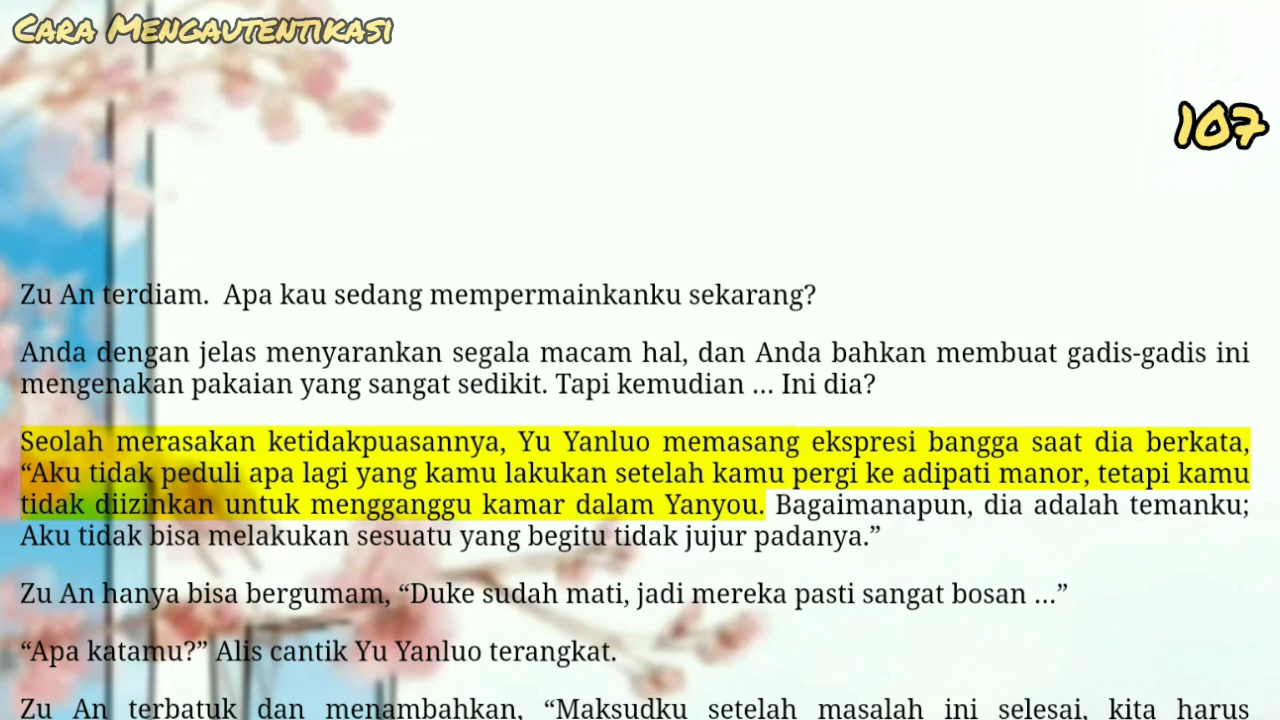 Cara Mengautentikasi
107
Zu An terdiam.  Apa kau sedang mempermainkanku sekarang?
Anda dengan jelas menyarankan segala macam hal, dan Anda bahkan membuat gadis-gadis ini
mengenakan pakaian yang sangat sedikit. Tapi kemudian ... Ini dia?
Seolah merasakan ketidakpuasannya, Yu Yanluo memasang ekspresi bangga saat dia berkata,
“Aku tidak peduli apa lagi yang kamu lakukan setelah kamu pergi ke adipati manor, tetapi kamu
tidak diizinkan untuk mengganggu kamar dalam Yanyou. Bagaimanapun, dia adalah temanku;
Aku tidak bisa melakukan sesuatu yang begitu tidak jujur padanya.”
Zu An hanya bisa bergumam, “Duke sudah mati, jadi mereka pasti sangat bosan ...”
“Apa katamu?” Alis cantik Yu Yanluo terangkat.
Zu An terbatuk dan menambahkan, “Maksudku setelah masalah ini selesai, kita harus